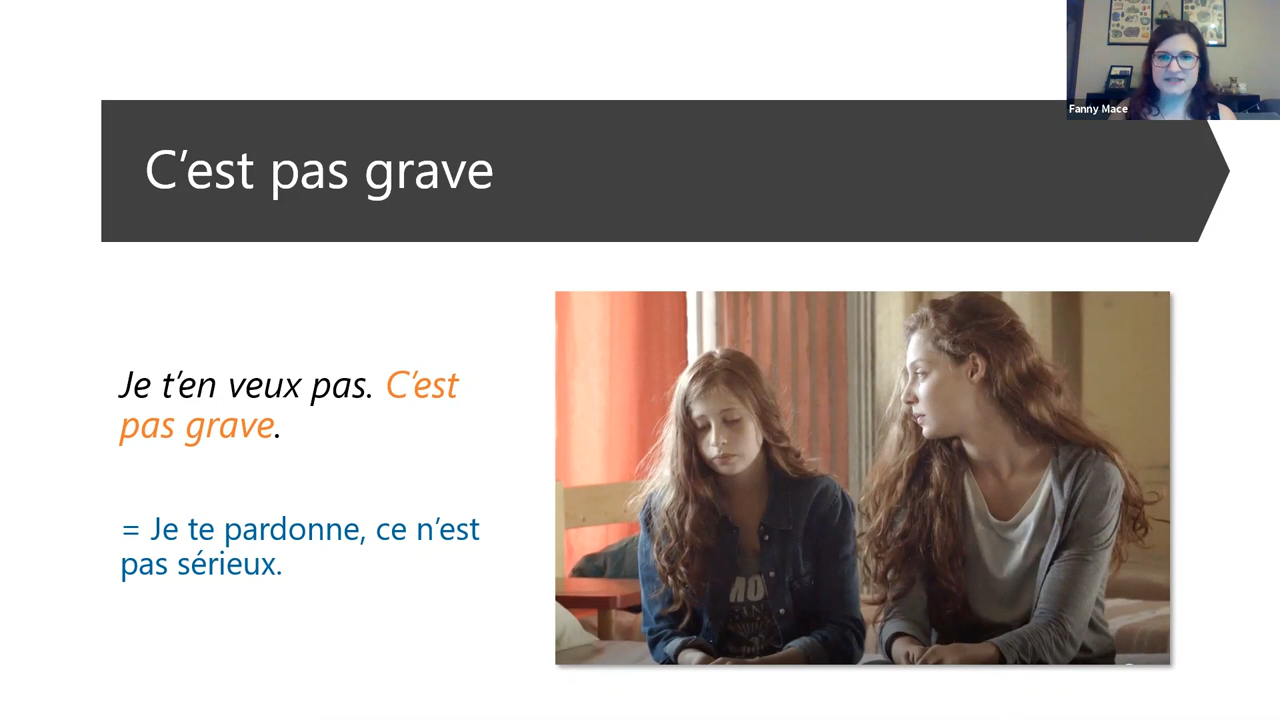 Fanny Mace
C'est pas grave
Je t'en veux pas. C'est
pas grave.
= Je te pardonne, ce n'est
pas sérieux.